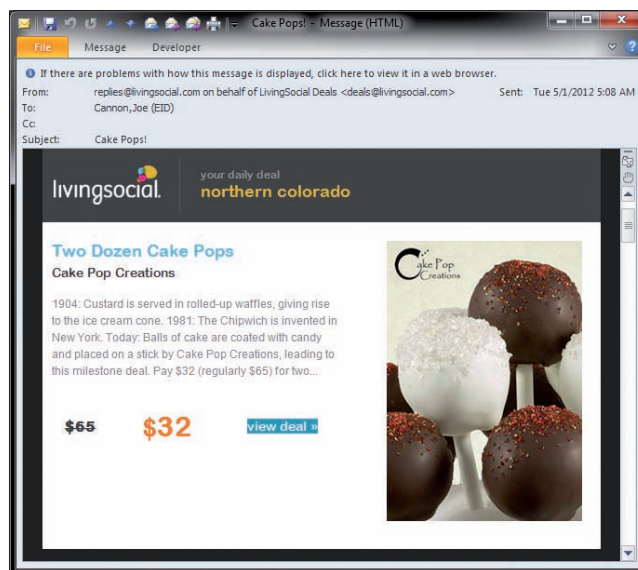 Cake Pops! - Message (HTML)
File Message Developer
If there are problems with how this message is displayed, click here to view it in a web browser.
From: replies@livingsocial.com on behalf of LivingSocial Deals <deals@livingsocial.com> Sent: Tue 5/1/2012 5:08 AM
To: Cannon,Joe (EID)
Cc:
Subject: Cake Pops!
livingsocial.
your daily deal
northern colorado
Two Dozen Cake Pops
Cake Pop Creations
1904: Custard is served in rolled-up waffles, giving rise
to the ice cream cone. 1981: The Chipwich is invented in
New York. Today: Balls of cake are coated with candy
and placed on a stick by Cake Pop Creations, leading to
this milestone deal. Pay $32 (regularly $65) for two...
$65 $32 view deal »
Cake Pop
Creations